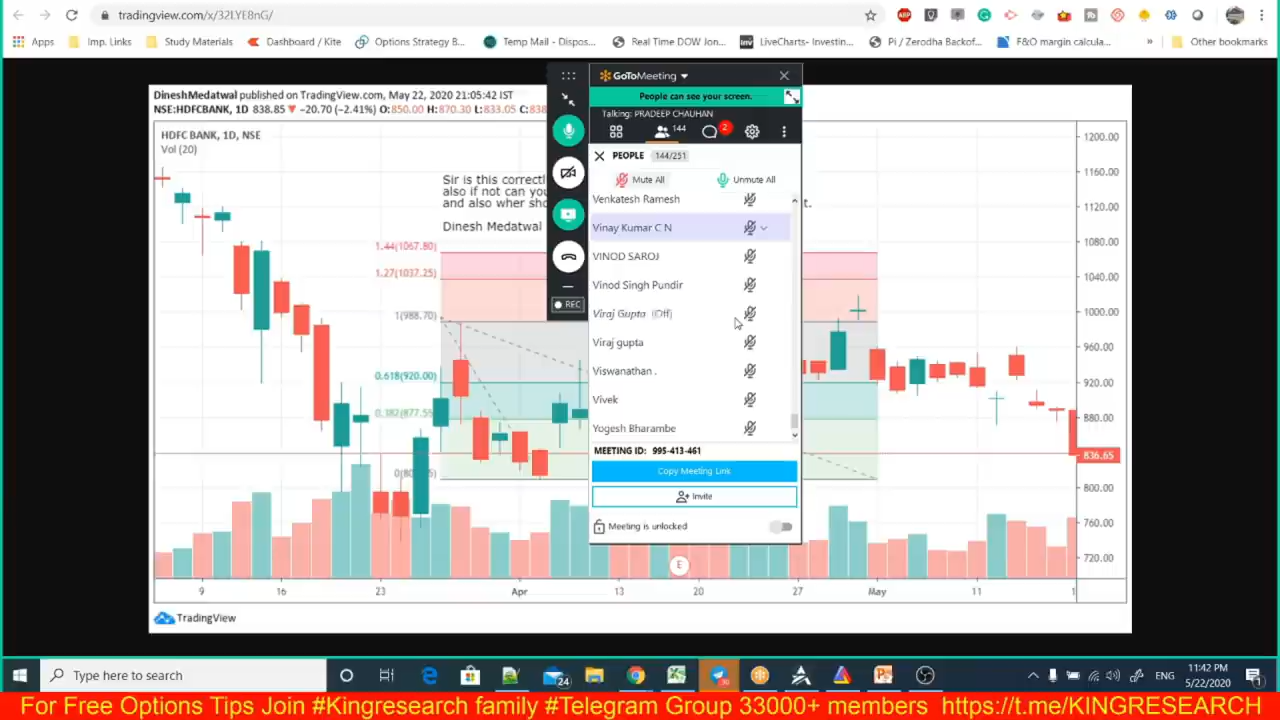 tradingview.com/x/32LYE8nG/
Apps
Imp. Links
Study Materials
Dashboard / Kite
Options Strategy B...
Temp Mail - Dispos...
Real Time DOW Jon...
LiveCharts- Investin...
Pi / Zerodha Backof...
F&O margin calcula...
»
Other bookmarks
DineshMedatwal published on TradingView.com, May 22, 2020 21:05:42 IST
NSE:HDFCBANK, 1D 838.85 ▼ −20.70 (−2.41%) O:850.00 H:870.30 L:833.05 C:838
HDFC BANK, 1D, NSE
Vol (20)
Sir is this correctl
also if not can you
and also wher sho
t.
Dinesh Medatwal
1.44(1067.80)
1.27(1037.25)
1(988.70)
0.618(920.00)
0.382(877.55)
1200.00
1160.00
1120.00
1080.00
1040.00
1000.00
960.00
920.00
880.00
836.65
800.00
760.00
720.00
9
16
23
Apr
13
20
27
May
11
1
E
TradingView
GoToMeeting
People can see your screen.
Talking: PRADEEP CHAUHAN
144
2
PEOPLE 144/251
Mute All
Unmute All
Venkatesh Ramesh
Vinay Kumar C N
VINOD SAROJ
Vinod Singh Pundir
Viraj Gupta (Off)
Viraj gupta
Viswanathan .
Vivek
Yogesh Bharambe
MEETING ID: 995-413-461
Copy Meeting Link
Invite
Meeting is unlocked
REC
Type here to search
24
ENG
11:42 PM
5/22/2020
1
For Free Options Tips Join #Kingresearch family #Telegram Group 33000+ members https://t.me/KINGRESEARCH